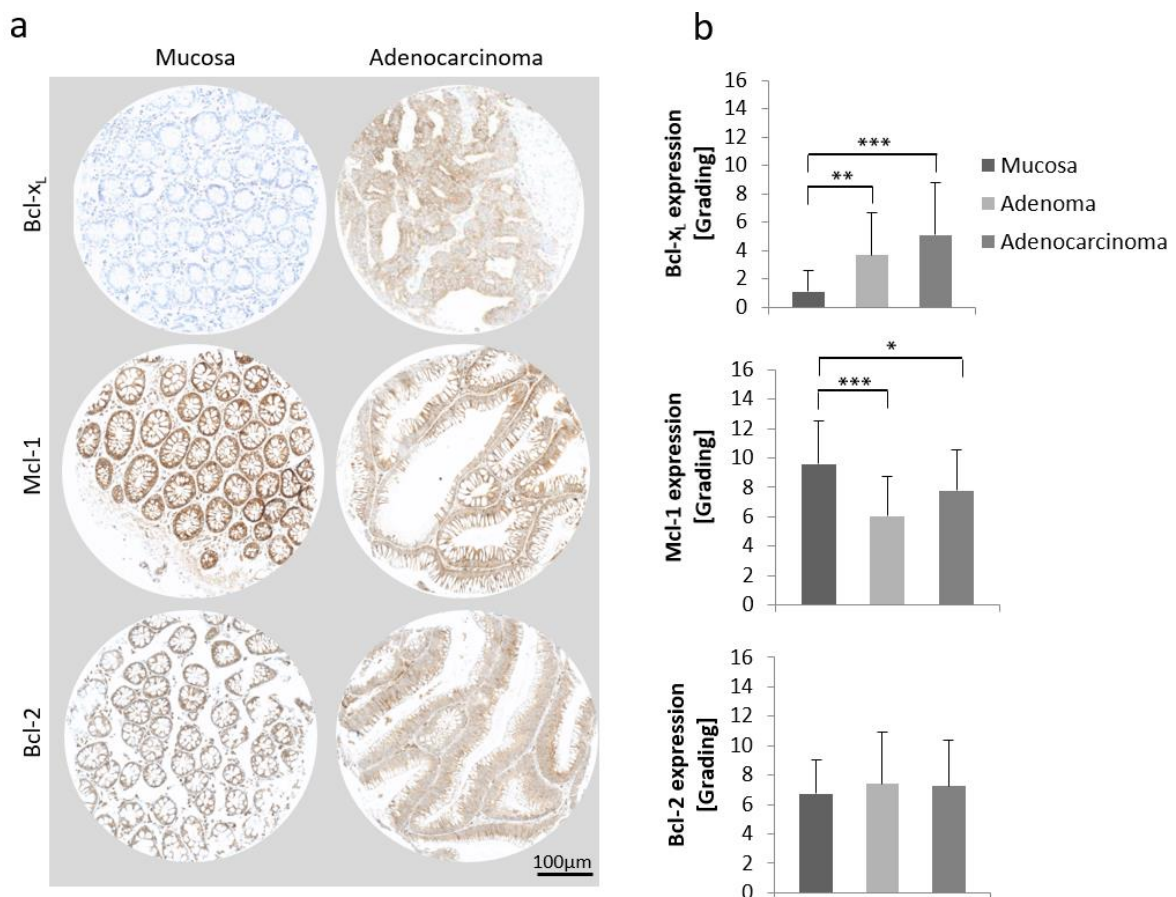 a
Mucosa Adenocarcinoma
Bcl-xL
Mcl-1
Bcl-2
100µm
b
Bcl-xL expression
[Grading]
16
14
12
10
8
6
4
2
0
***
**
Mucosa
Adenoma
Adenocarcinoma
Mcl-1 expression
[Grading]
16
14
12
10
8
6
4
2
0
*
***
Bcl-2 expression
[Grading]
16
14
12
10
8
6
4
2
0